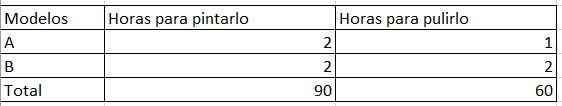 Modelos Horas para pintarlo Horas para pulirlo
A 2 1
B 2 2
Total 90 60